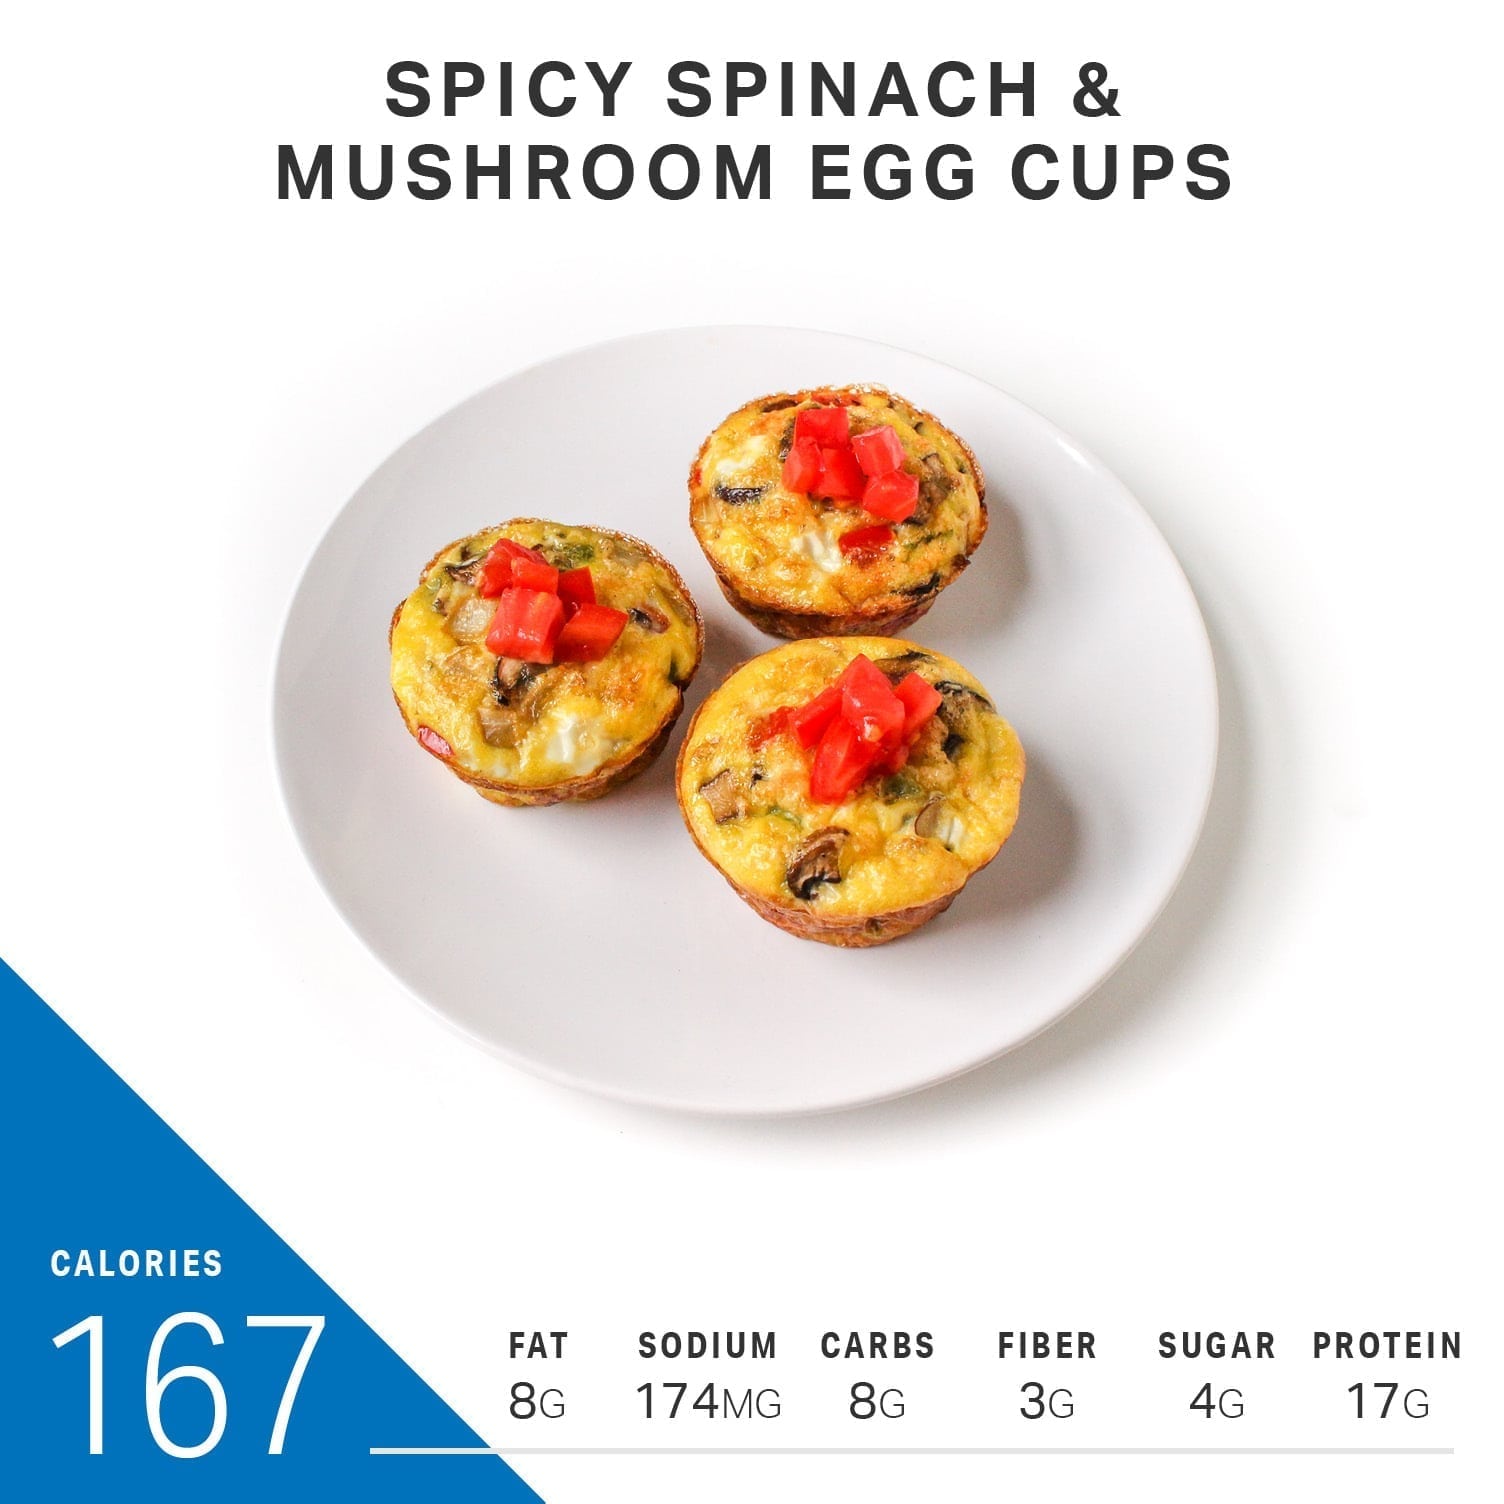 SPICY SPINACH &
MUSHROOM EGG CUPS
CALORIES
167
FAT SODIUM CARBS FIBER SUGAR PROTEIN
8G 174MG 8G 3G 4G 17G